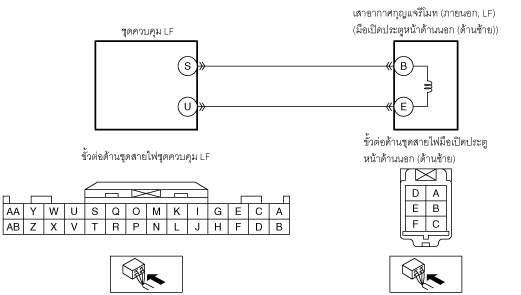 ชุดควบคุม LF
เสาอากาศกุญแจรีโมท (ภายนอก, LF)
(มือเปิดประตูหน้าด้านนอก (ด้านซ้าย))
S
B
U
E
ขั้วต่อด้านชุดสายไฟชุดควบคุม LF
ขั้วต่อด้านชุดสายไฟมือเปิดประตู
หน้าด้านนอก (ด้านซ้าย)
AA Y W U S Q O M K I G E C A
AB Z X V T R P N L J H F D B
D A
E B
F C